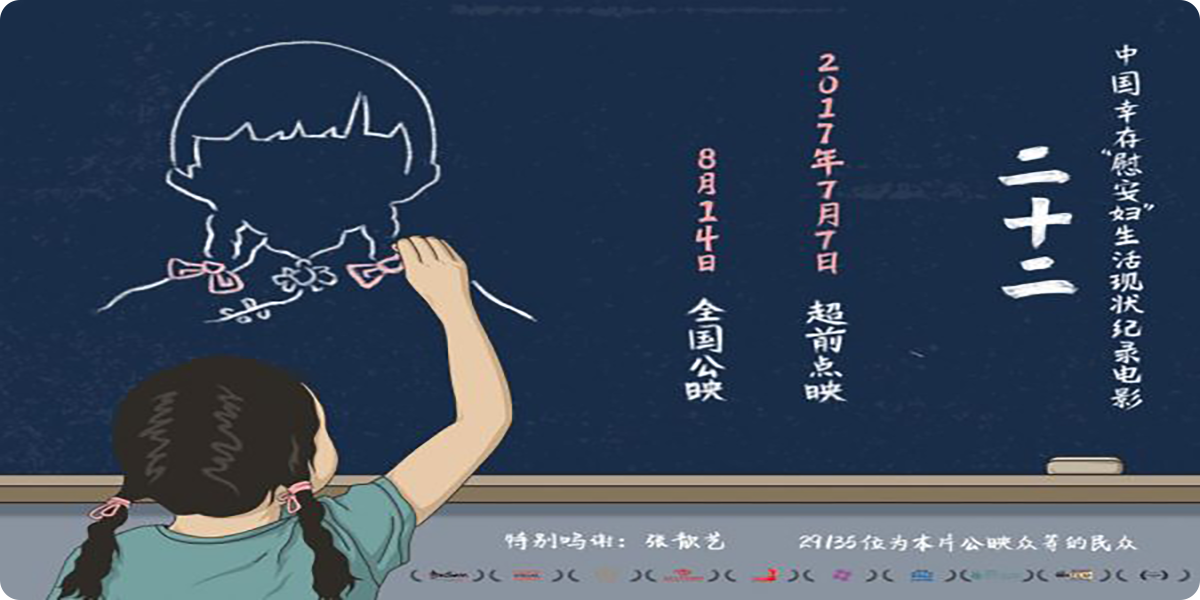 中国幸存“慰安妇”生活现状纪录电影
二十二
2017年7月7日 超前点映
8月14日 全国公映
特别鸣谢：张歆艺 29135位为本片公映众筹的民众